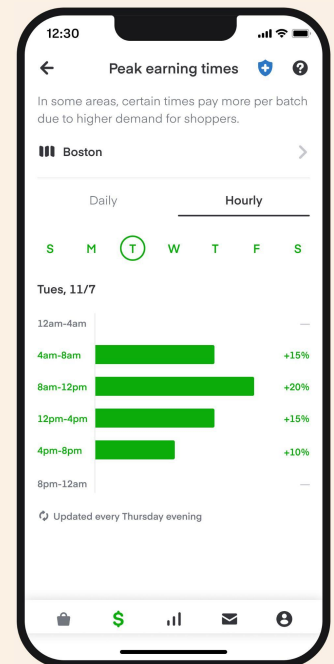 12:30
Peak earning times
In some areas, certain times pay more per batch
due to higher demand for shoppers.
Boston
Daily Hourly
S M T W T F S
Tues, 11/7
12am-4am —
4am-8am +15%
8am-12pm +20%
12pm-4pm +15%
4pm-8pm +10%
8pm-12am —
Updated every Thursday evening
$